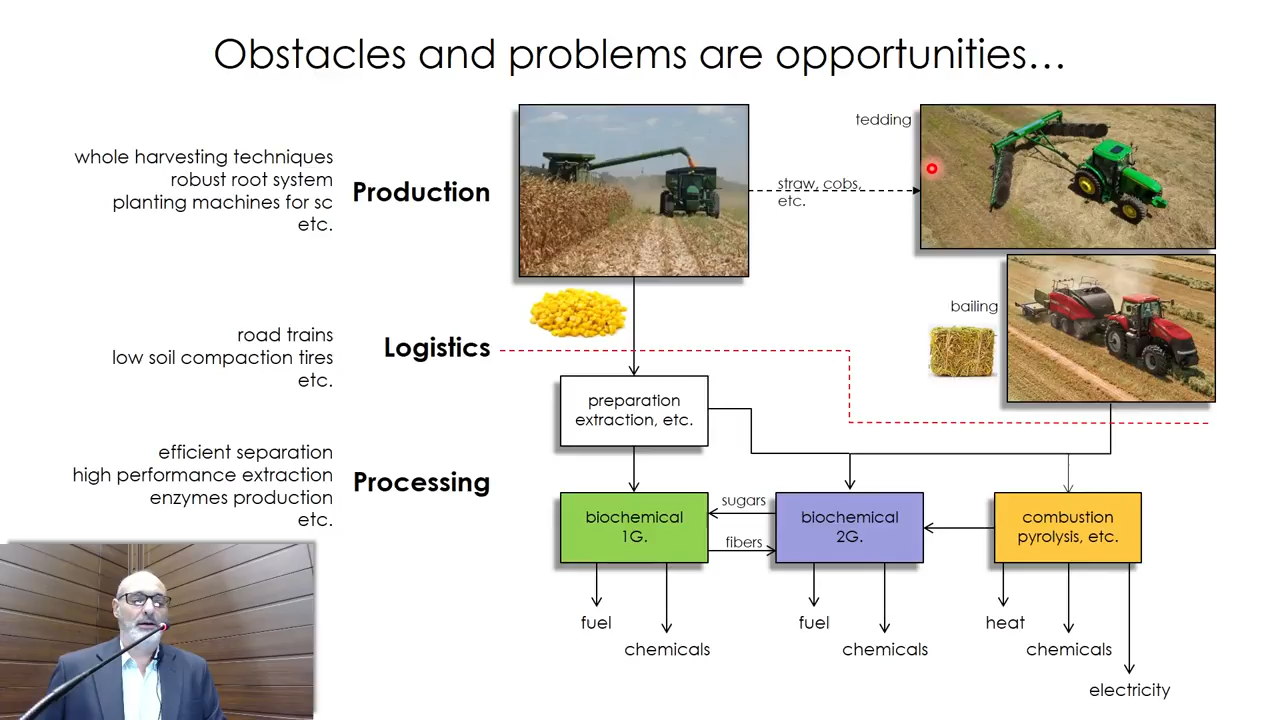 Obstacles and problems are opportunities...
whole harvesting techniques
robust root system
planting machines for sc
etc.
Production
straw, cobs,
etc.
tedding
bailing
road trains
low soil compaction tires
etc.
Logistics
preparation
extraction, etc.
efficient separation
high performance extraction
enzymes production
etc.
Processing
biochemical
1G.
sugars
fibers
biochemical
2G.
combustion
pyrolysis, etc.
fuel
chemicals
fuel
chemicals
heat
chemicals
electricity